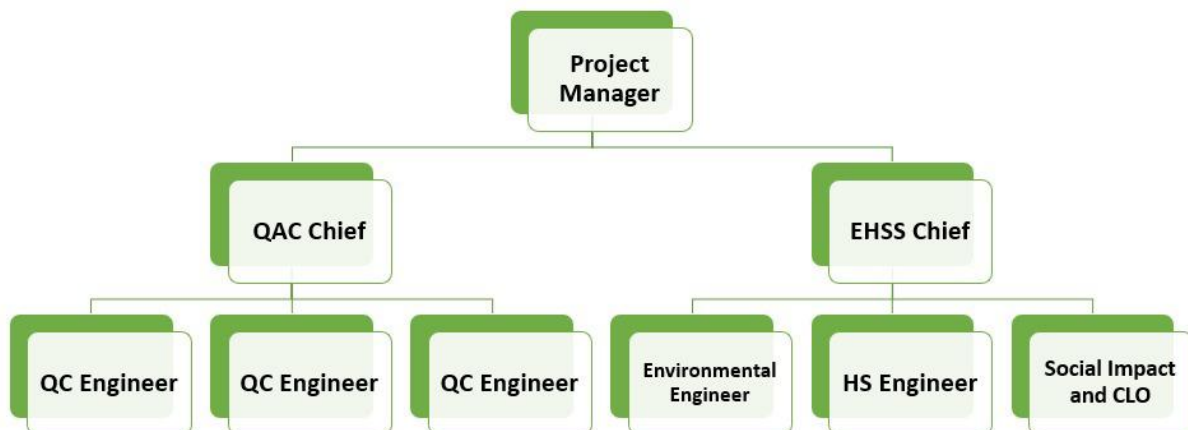 Project
Manager
QAC Chief
EHSS Chief
QC Engineer
QC Engineer
QC Engineer
Environmental
Engineer
HS Engineer
Social Impact
and CLO